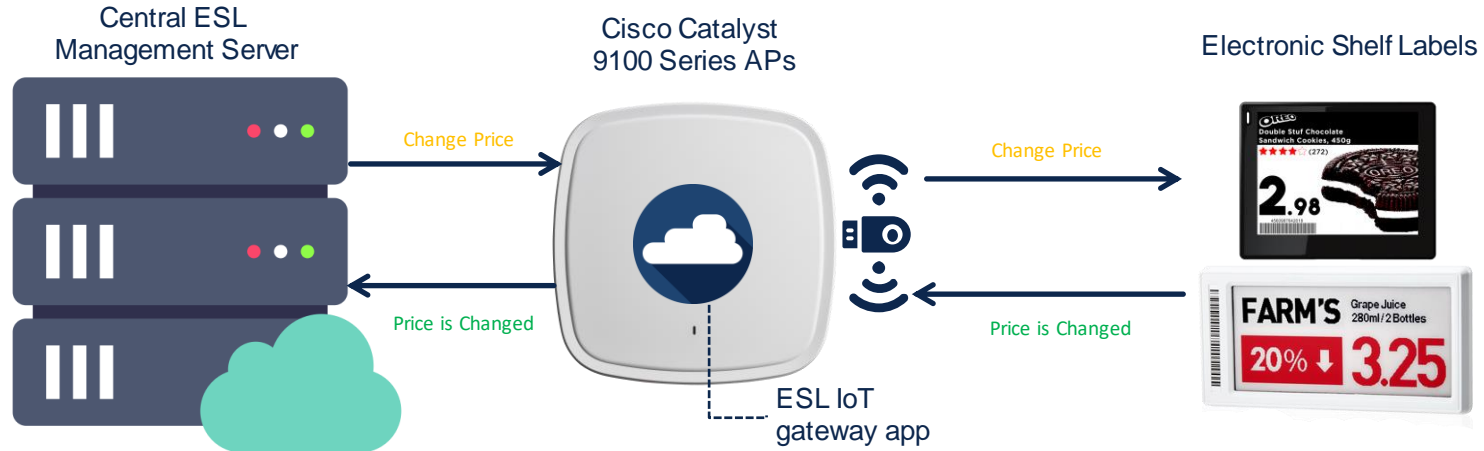 Central ESL
Management Server
Cisco Catalyst
9100 Series APs
Electronic Shelf Labels
Change Price
Change Price
Price is Changed
Price is Changed
ESL IoT
gateway app
OREO
Double Stuf Chocolate
Sandwich Cookies, 450g
(272)
2.98
OREO
FARM'S
Grape Juice
280ml/2 Bottles
20%
3.25